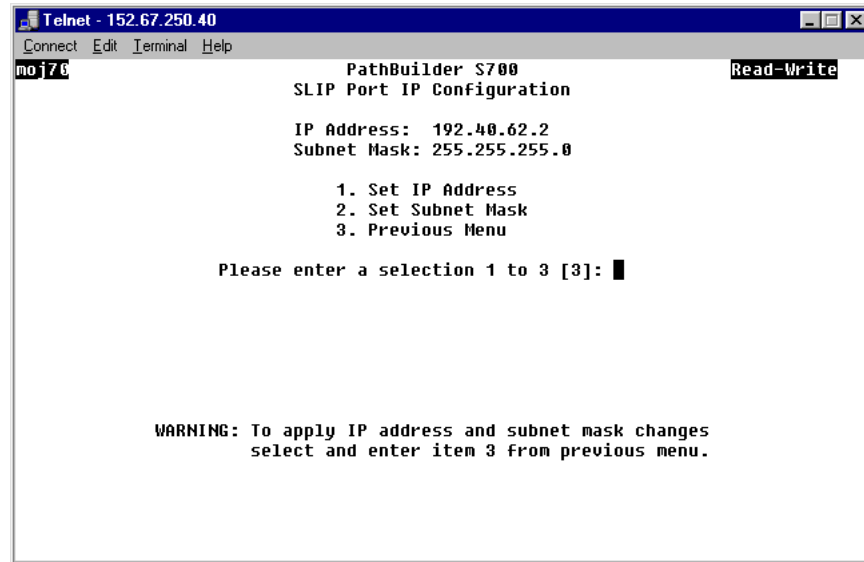 Telnet - 152.67.250.40
Connect Edit Terminal Help
moj70 PathBuilder S700 Read-Write
SLIP Port IP Configuration
IP Address: 192.40.62.2
Subnet Mask: 255.255.255.0
1. Set IP Address
2. Set Subnet Mask
3. Previous Menu
Please enter a selection 1 to 3 [3]:
WARNING: To apply IP address and subnet mask changes
select and enter item 3 from previous menu.